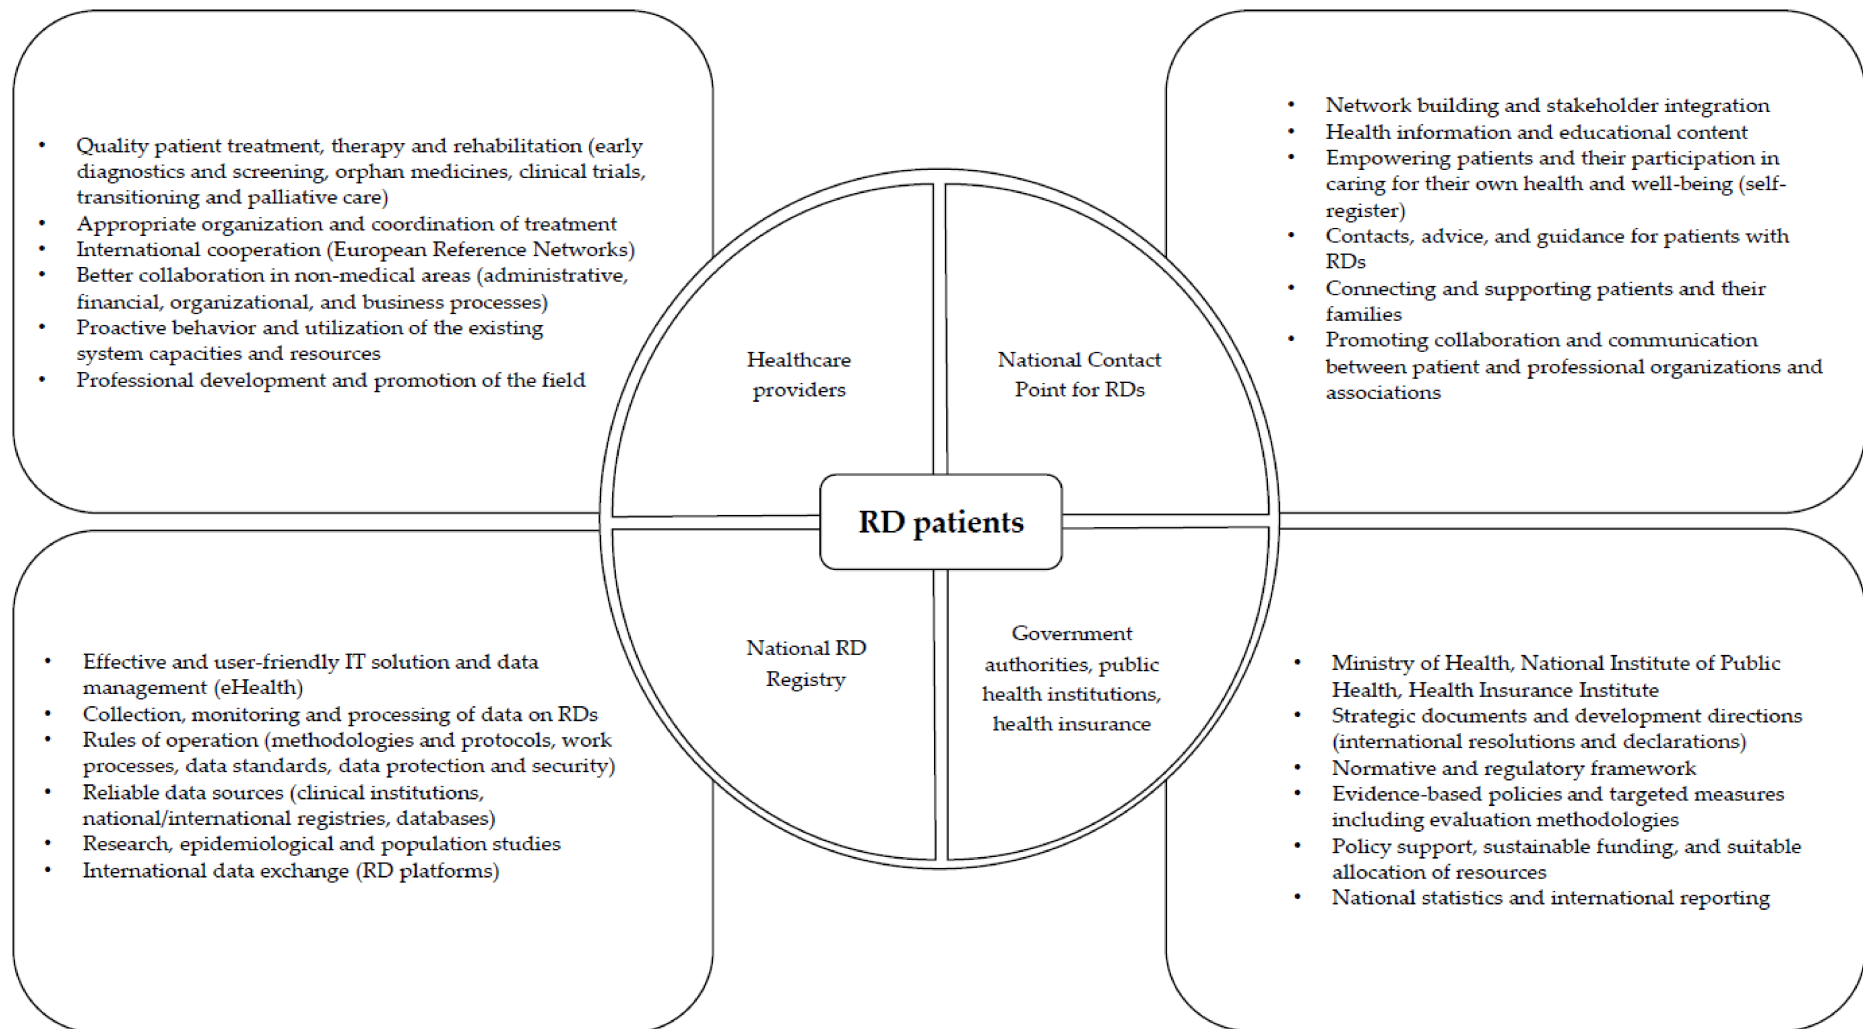 • Quality patient treatment, therapy and rehabilitation (early
diagnostics and screening, orphan medicines, clinical trials,
transitioning and palliative care)
• Appropriate organization and coordination of treatment
• International cooperation (European Reference Networks)
• Better collaboration in non-medical areas (administrative,
financial, organizational, and business processes)
• Proactive behavior and utilization of the existing
system capacities and resources
• Professional development and promotion of the field
• Network building and stakeholder integration
• Health information and educational content
• Empowering patients and their participation in
caring for their own health and well-being (self-
register)
• Contacts, advice, and guidance for patients with
RDs
• Connecting and supporting patients and their
families
• Promoting collaboration and communication
between patient and professional organizations and
associations
Healthcare
providers
National Contact
Point for RDs
RD patients
National RD
Registry
Government
authorities, public
health institutions,
health insurance
• Effective and user-friendly IT solution and data
management (eHealth)
• Collection, monitoring and processing of data on RDs
• Rules of operation (methodologies and protocols, work
processes, data standards, data protection and security)
• Reliable data sources (clinical institutions,
national/international registries, databases)
• Research, epidemiological and population studies
• International data exchange (RD platforms)
• Ministry of Health, National Institute of Public
Health, Health Insurance Institute
• Strategic documents and development directions
(international resolutions and declarations)
• Normative and regulatory framework
• Evidence-based policies and targeted measures
including evaluation methodologies
• Policy support, sustainable funding, and suitable
allocation of resources
• National statistics and international reporting